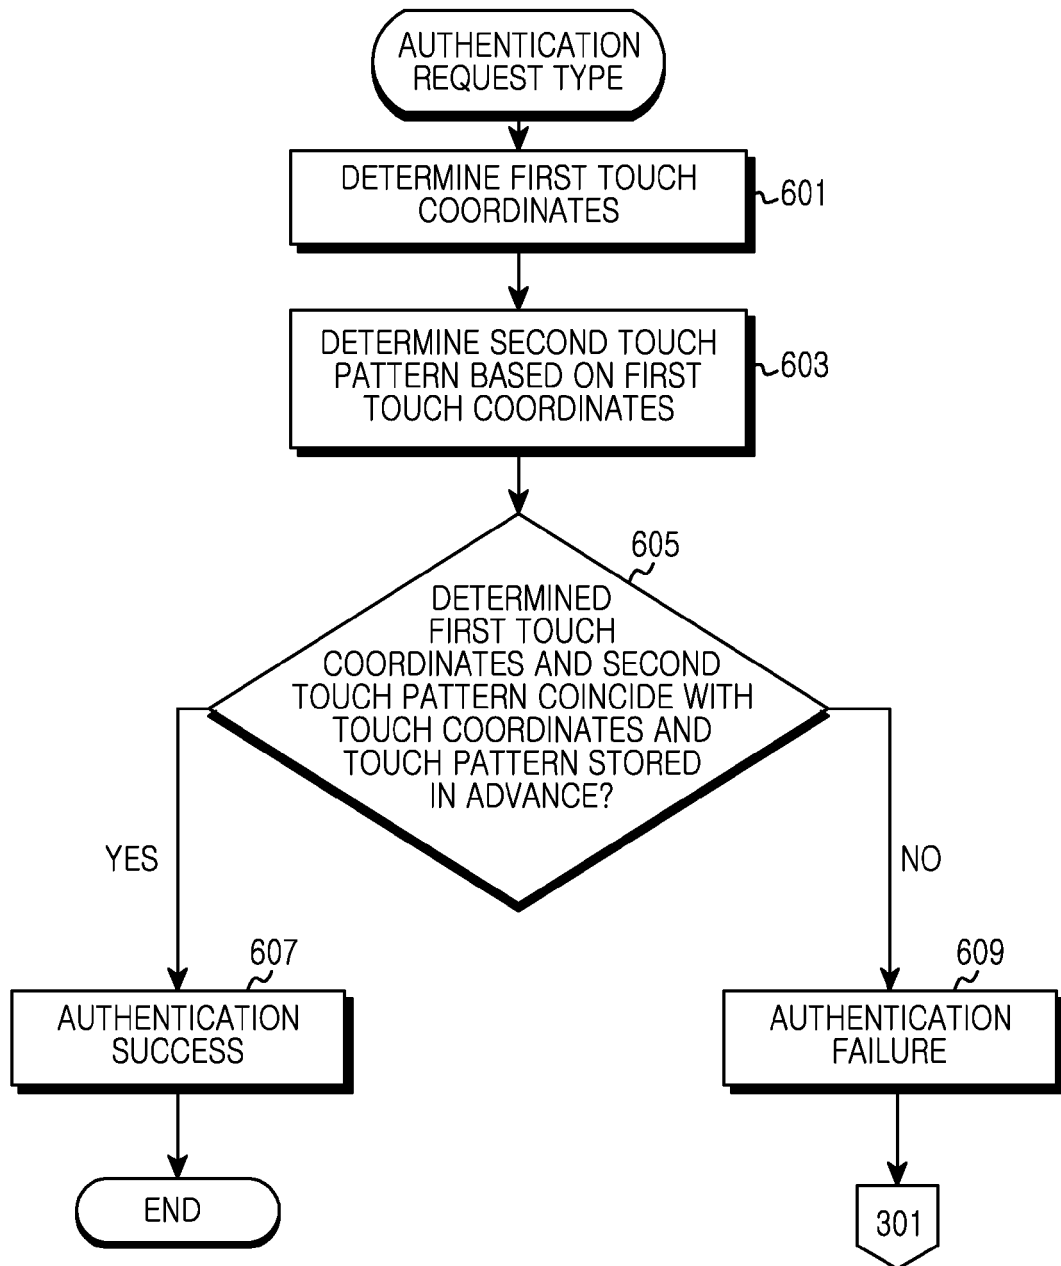 AUTHENTICATION
REQUEST TYPE
DETERMINE FIRST TOUCH
COORDINATES
601
DETERMINE SECOND TOUCH
PATTERN BASED ON FIRST
TOUCH COORDINATES
603
605
DETERMINED
FIRST TOUCH
COORDINATES AND SECOND
TOUCH PATTERN COINCIDE WITH
TOUCH COORDINATES AND
TOUCH PATTERN STORED
IN ADVANCE?
YES
NO
607
AUTHENTICATION
SUCCESS
609
AUTHENTICATION
FAILURE
END
301